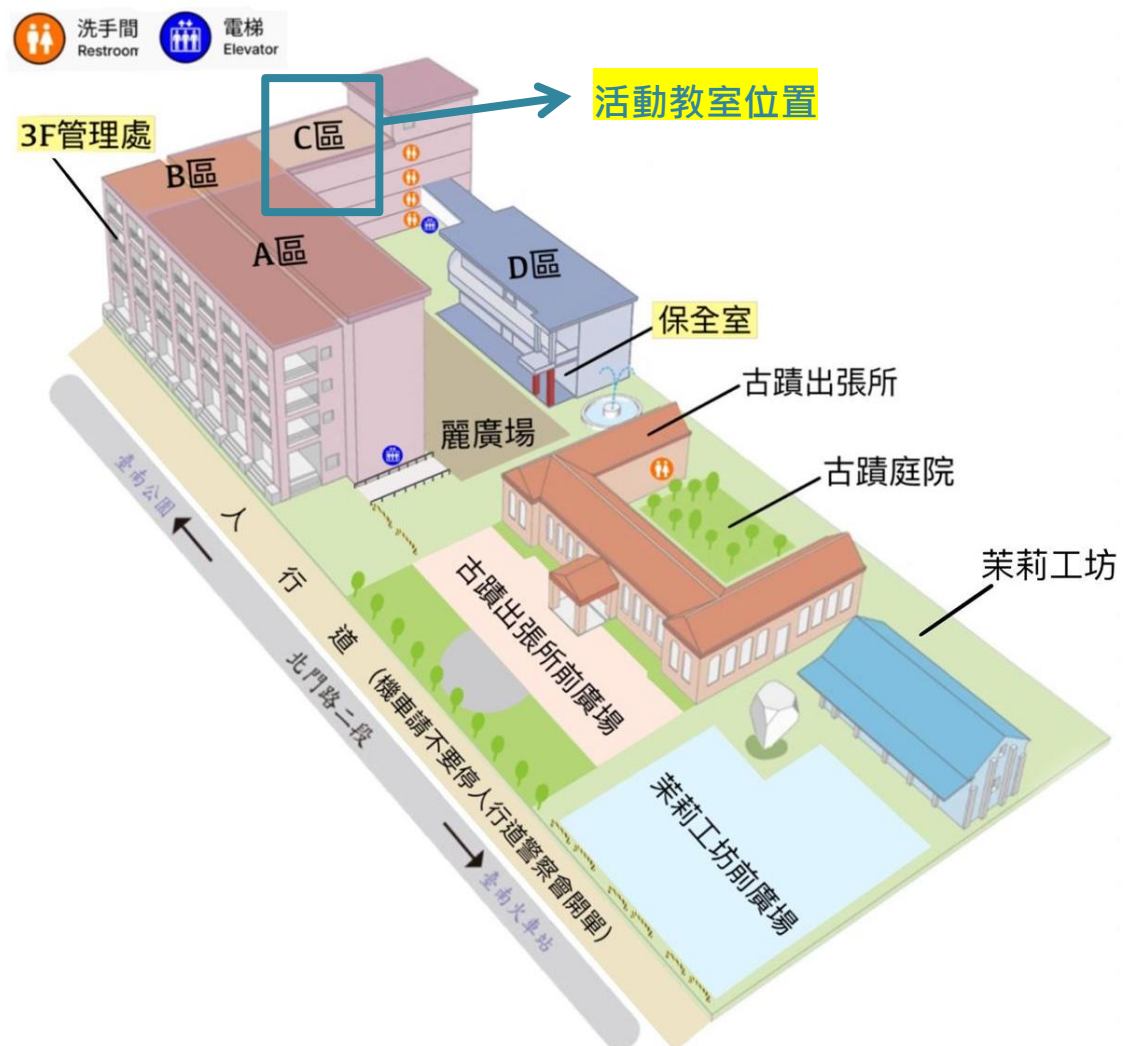 洗手間
Restroom
電梯
Elevator
活動教室位置
3F管理處
C區
B區
A區
D區
保全室
古蹟出張所
麗廣場
古蹟庭院
茉莉工坊
臺南公園
人行道(機車請不要停人行道警察會開單)
北門路二段
臺南火車站
古蹟出張所前廣場
茉莉工坊前廣場